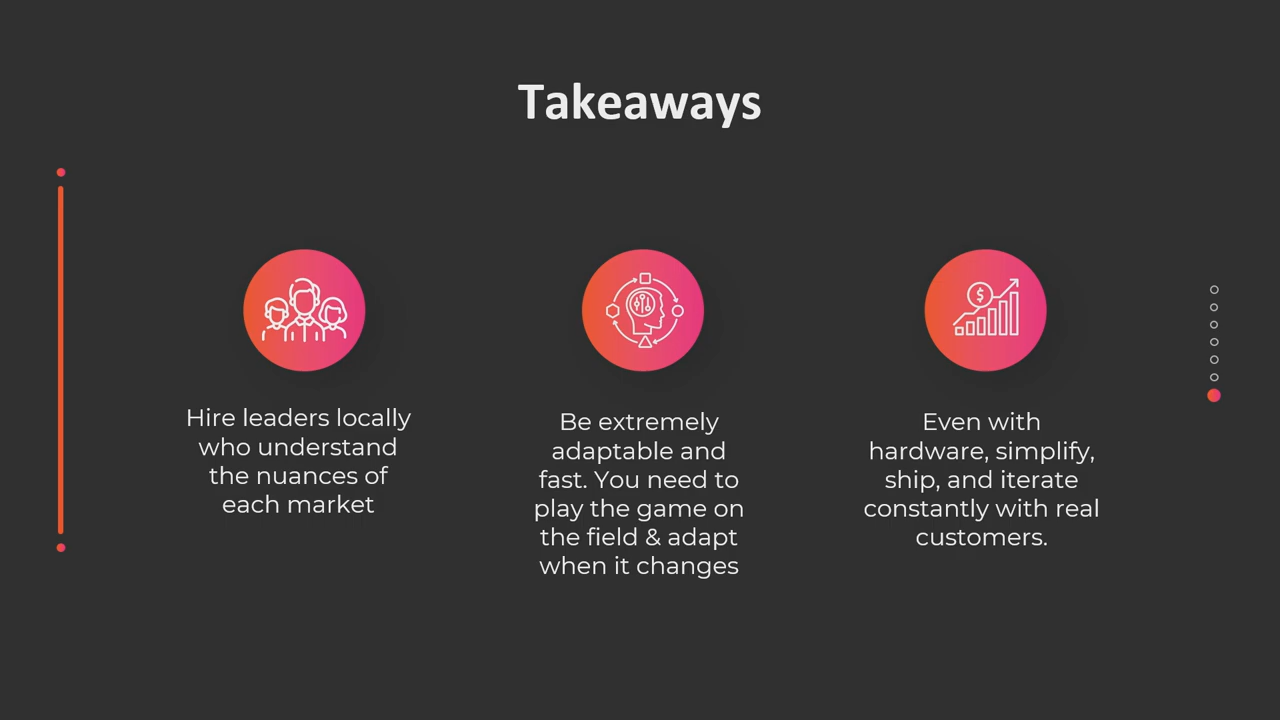 Takeaways
Hire leaders locally
who understand
the nuances of
each market
Be extremely
adaptable and
fast. You need to
play the game on
the field & adapt
when it changes
$
Even with
hardware, simplify,
ship, and iterate
constantly with real
customers.